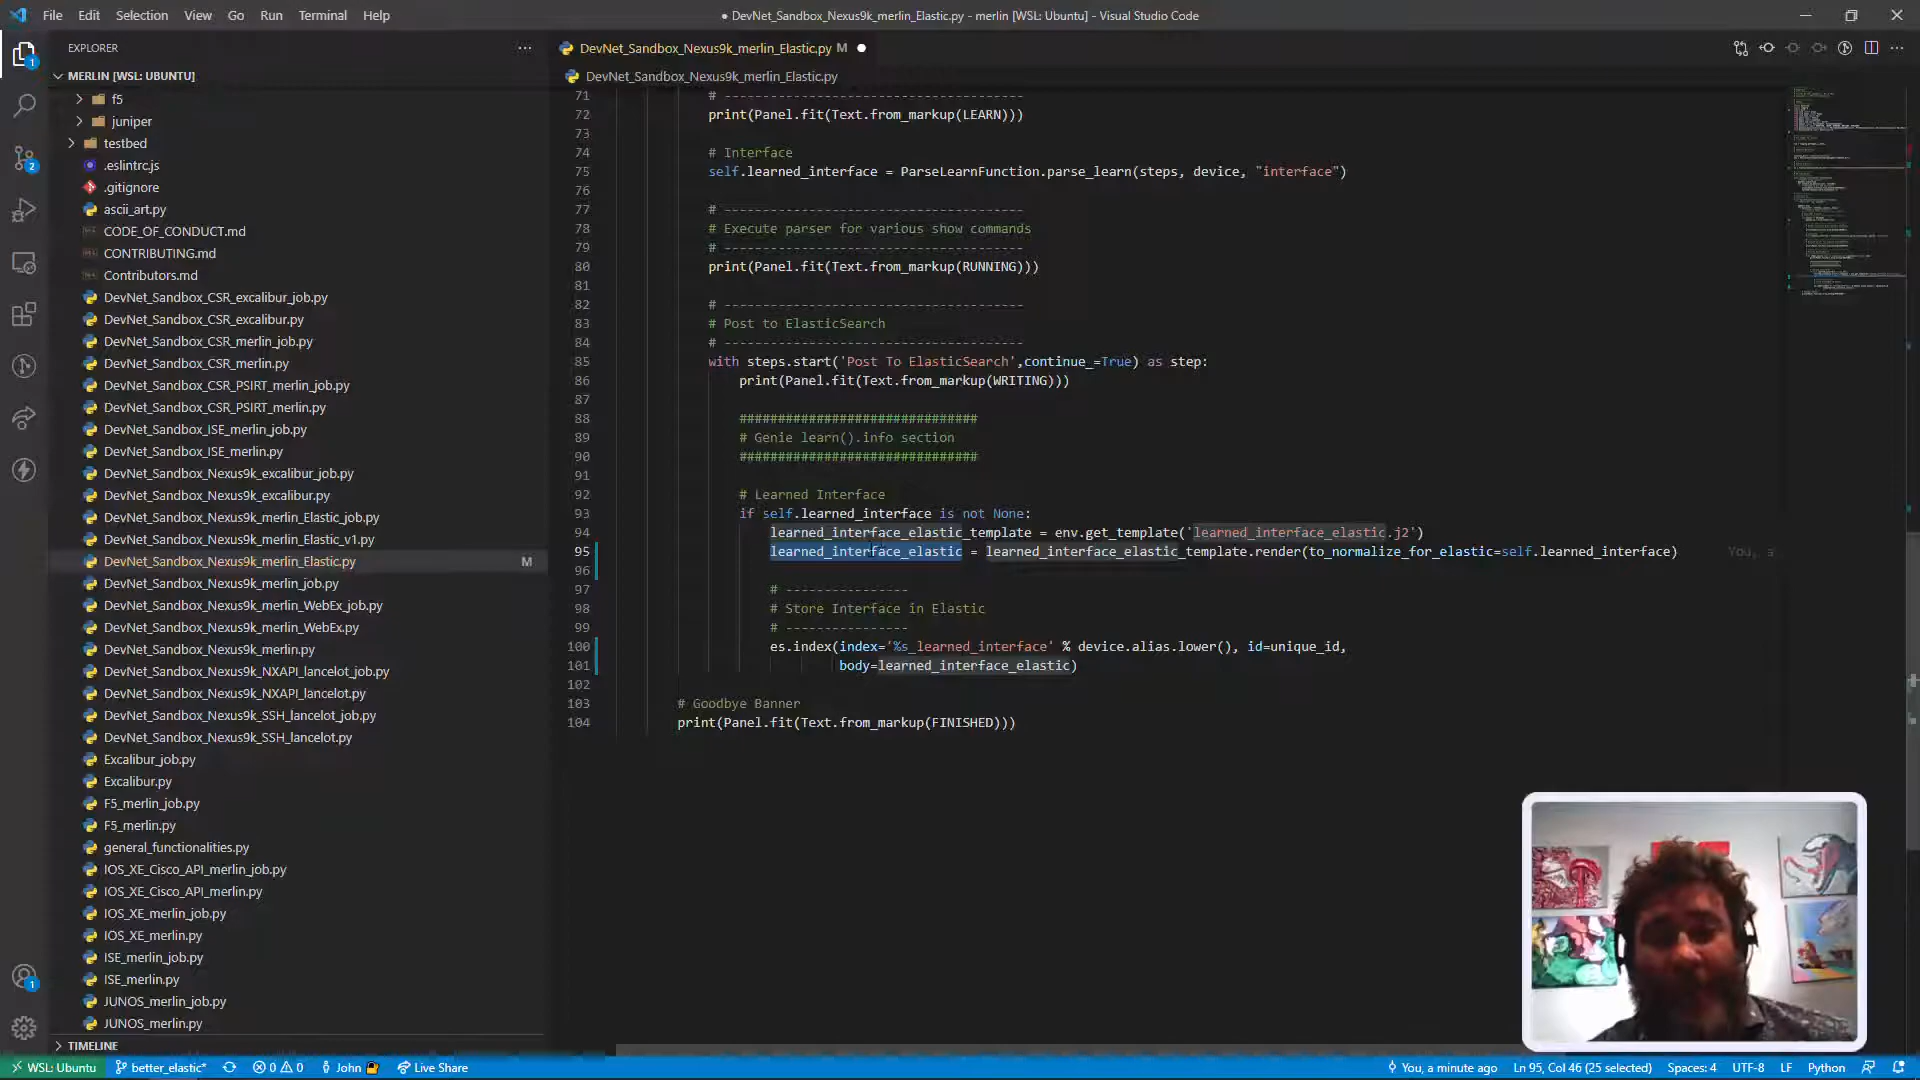 File Edit Selection View Go Run Terminal Help
● DevNet_Sandbox_Nexus9k_merlin_Elastic.py - merlin [WSL: Ubuntu] - Visual Studio Code
EXPLORER
MERLIN [WSL: UBUNTU]
f5
juniper
testbed
.eslintrc.js
.gitignore
ascii_art.py
CODE_OF_CONDUCT.md
CONTRIBUTING.md
Contributors.md
DevNet_Sandbox_CSR_excalibur_job.py
DevNet_Sandbox_CSR_excalibur.py
DevNet_Sandbox_CSR_merlin_job.py
DevNet_Sandbox_CSR_merlin.py
DevNet_Sandbox_CSR_PSIRT_merlin_job.py
DevNet_Sandbox_CSR_PSIRT_merlin.py
DevNet_Sandbox_ISE_merlin_job.py
DevNet_Sandbox_ISE_merlin.py
DevNet_Sandbox_Nexus9k_excalibur_job.py
DevNet_Sandbox_Nexus9k_excalibur.py
DevNet_Sandbox_Nexus9k_merlin_Elastic_job.py
DevNet_Sandbox_Nexus9k_merlin_Elastic_v1.py
DevNet_Sandbox_Nexus9k_merlin_Elastic.py M
DevNet_Sandbox_Nexus9k_merlin_job.py
DevNet_Sandbox_Nexus9k_merlin_WebEx_job.py
DevNet_Sandbox_Nexus9k_merlin_WebEx.py
DevNet_Sandbox_Nexus9k_merlin.py
DevNet_Sandbox_Nexus9k_NXAPI_lancelot_job.py
DevNet_Sandbox_Nexus9k_NXAPI_lancelot.py
DevNet_Sandbox_Nexus9k_SSH_lancelot_job.py
DevNet_Sandbox_Nexus9k_SSH_lancelot.py
Excalibur_job.py
Excalibur.py
F5_merlin_job.py
F5_merlin.py
general_functionalities.py
IOS_XE_Cisco_API_merlin_job.py
IOS_XE_Cisco_API_merlin.py
IOS_XE_merlin_job.py
IOS_XE_merlin.py
ISE_merlin_job.py
ISE_merlin.py
JUNOS_merlin_job.py
JUNOS_merlin.py
TIMELINE
DevNet_Sandbox_Nexus9k_merlin_Elastic.py M
DevNet_Sandbox_Nexus9k_merlin_Elastic.py
71 # ---------------------------------------
72 print(Panel.fit(Text.from_markup(LEARN)))
73
74 # Interface
75 self.learned_interface = ParseLearnFunction.parse_learn(steps, device, "interface")
76
77 # ---------------------------------------
78 # Execute parser for various show commands
79 # ---------------------------------------
80 print(Panel.fit(Text.from_markup(RUNNING)))
81
82 # ---------------------------------------
83 # Post to ElasticSearch
84 # ---------------------------------------
85 with steps.start('Post To ElasticSearch',continue_=True) as step:
86 print(Panel.fit(Text.from_markup(WRITING)))
87
88 ###############################
89 # Genie learn().info section
90 ###############################
91
92 # Learned Interface
93 if self.learned_interface is not None:
94 learned_interface_elastic_template = env.get_template('learned_interface_elastic.j2')
95 learned_interface_elastic = learned_interface_elastic_template.render(to_normalize_for_elastic=self.learned_interface) You, s
96
97 # ----------------
98 # Store Interface in Elastic
99 # ----------------
100 es.index(index='%s_learned_interface' % device.alias.lower(), id=unique_id,
101 body=learned_interface_elastic)
102
103 # Goodbye Banner
104 print(Panel.fit(Text.from_markup(FINISHED)))
1
2
1
WSL: Ubuntu better_elastic* 0 0 John Live Share You, a minute ago Ln 95, Col 46 (25 selected) Spaces: 4 UTF-8 LF Python